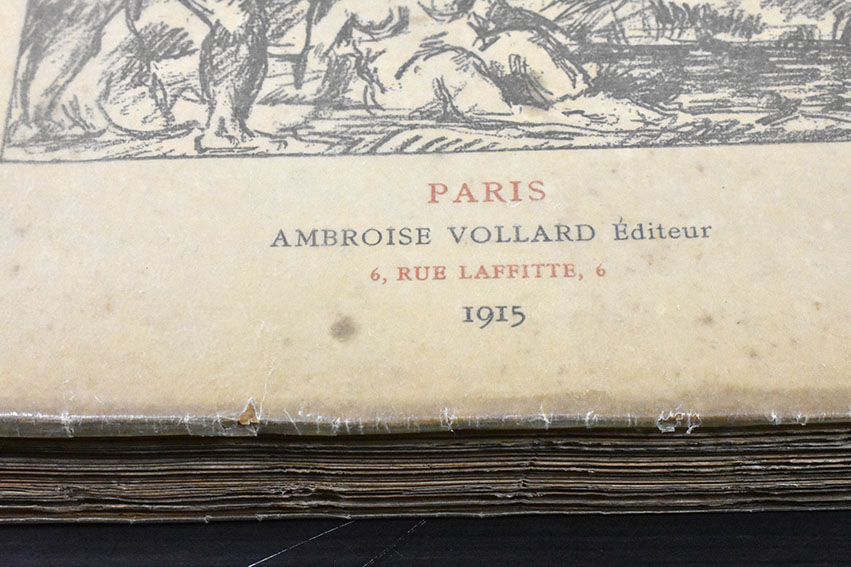 PARIS
AMBROISE VOLLARD Éditeur
6, RUE LAFFITTE, 6
1915